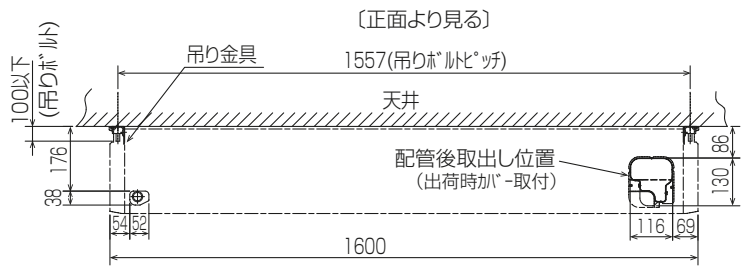 〔正面より見る〕
吊り金具
1557(吊りボルトピッチ)
100以下
(吊りボルト)
天井
176
38
配管後取出し位置
(出荷時カバー取付)
86
130
54
52
116
69
1600